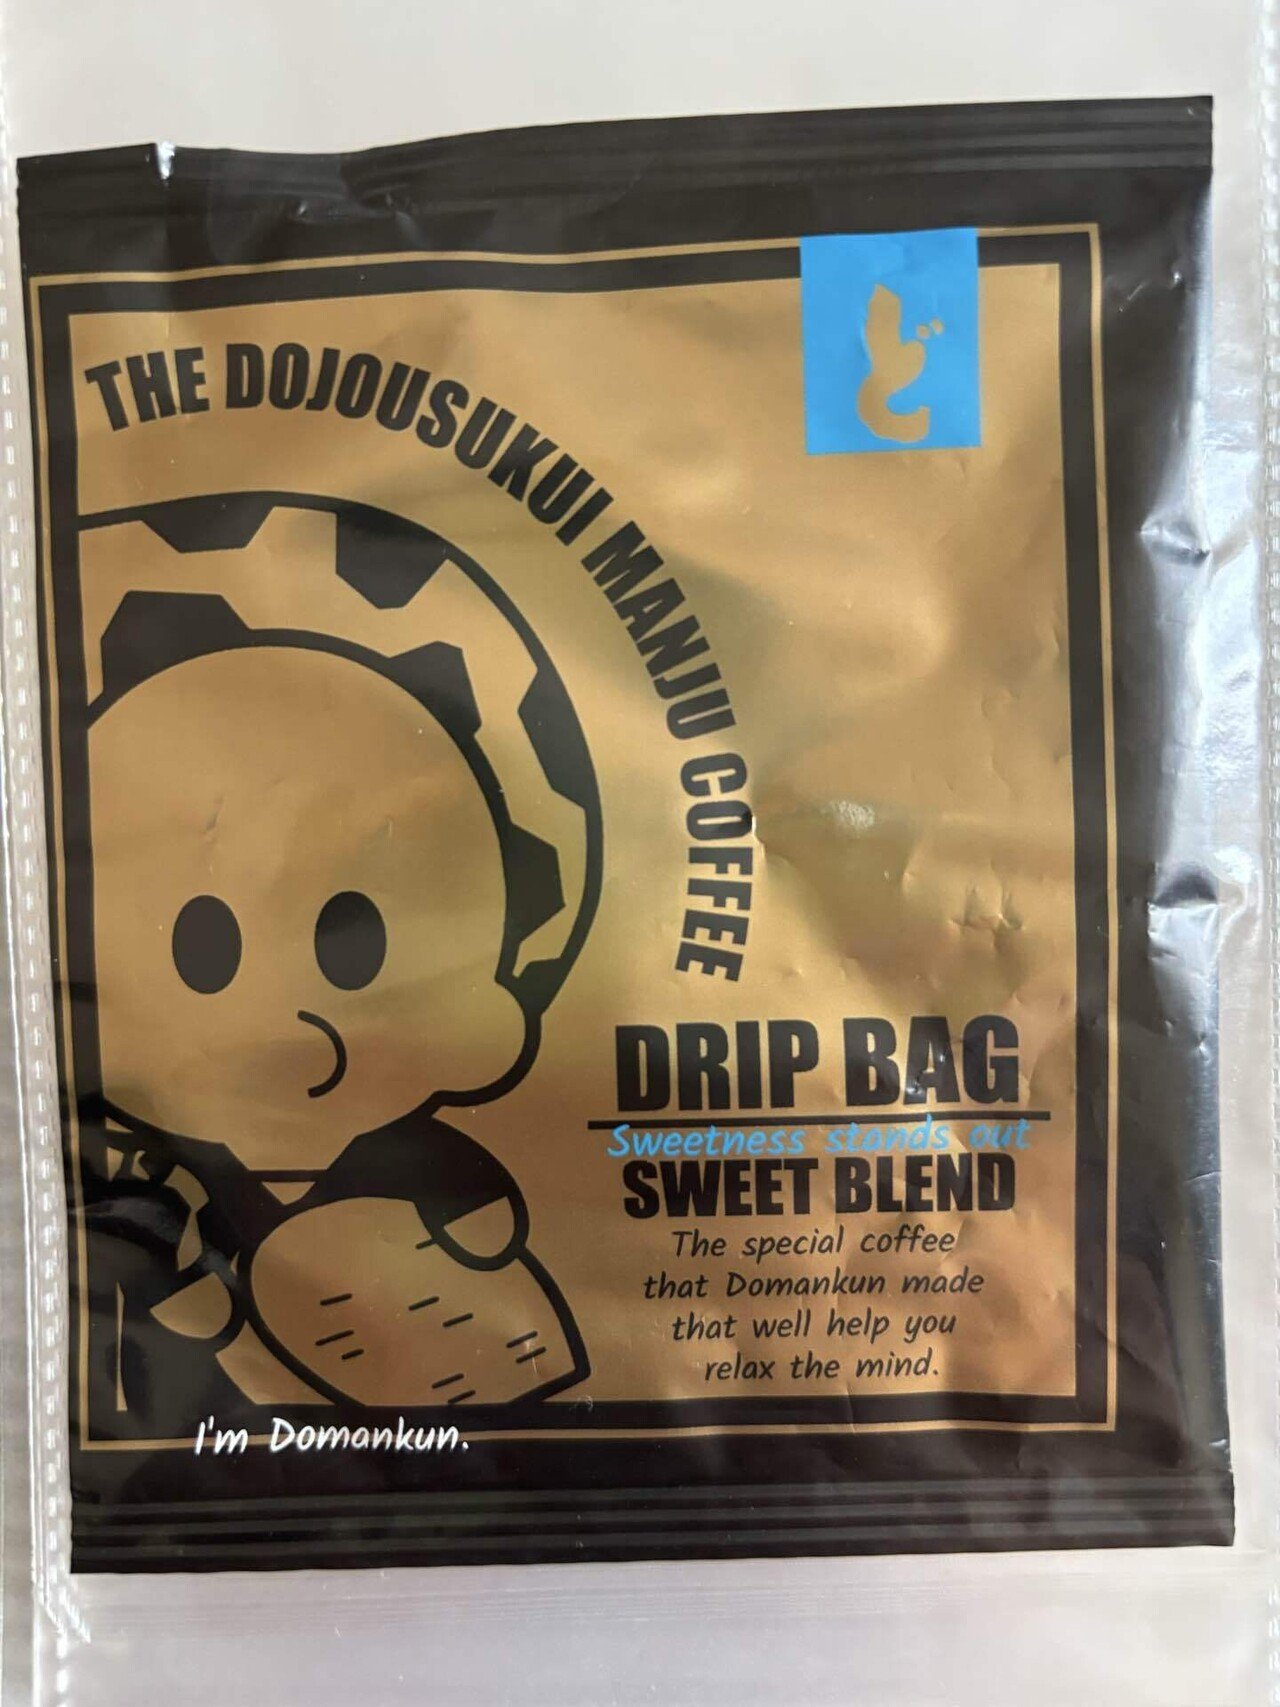 ど
THE DOJOUSUKUI MANJU COFFEE
DRIP BAG
Sweetness stands out
SWEET BLEND
The special coffee
that Domankun made
that well help you
relax the mind.
I'm Domankun.